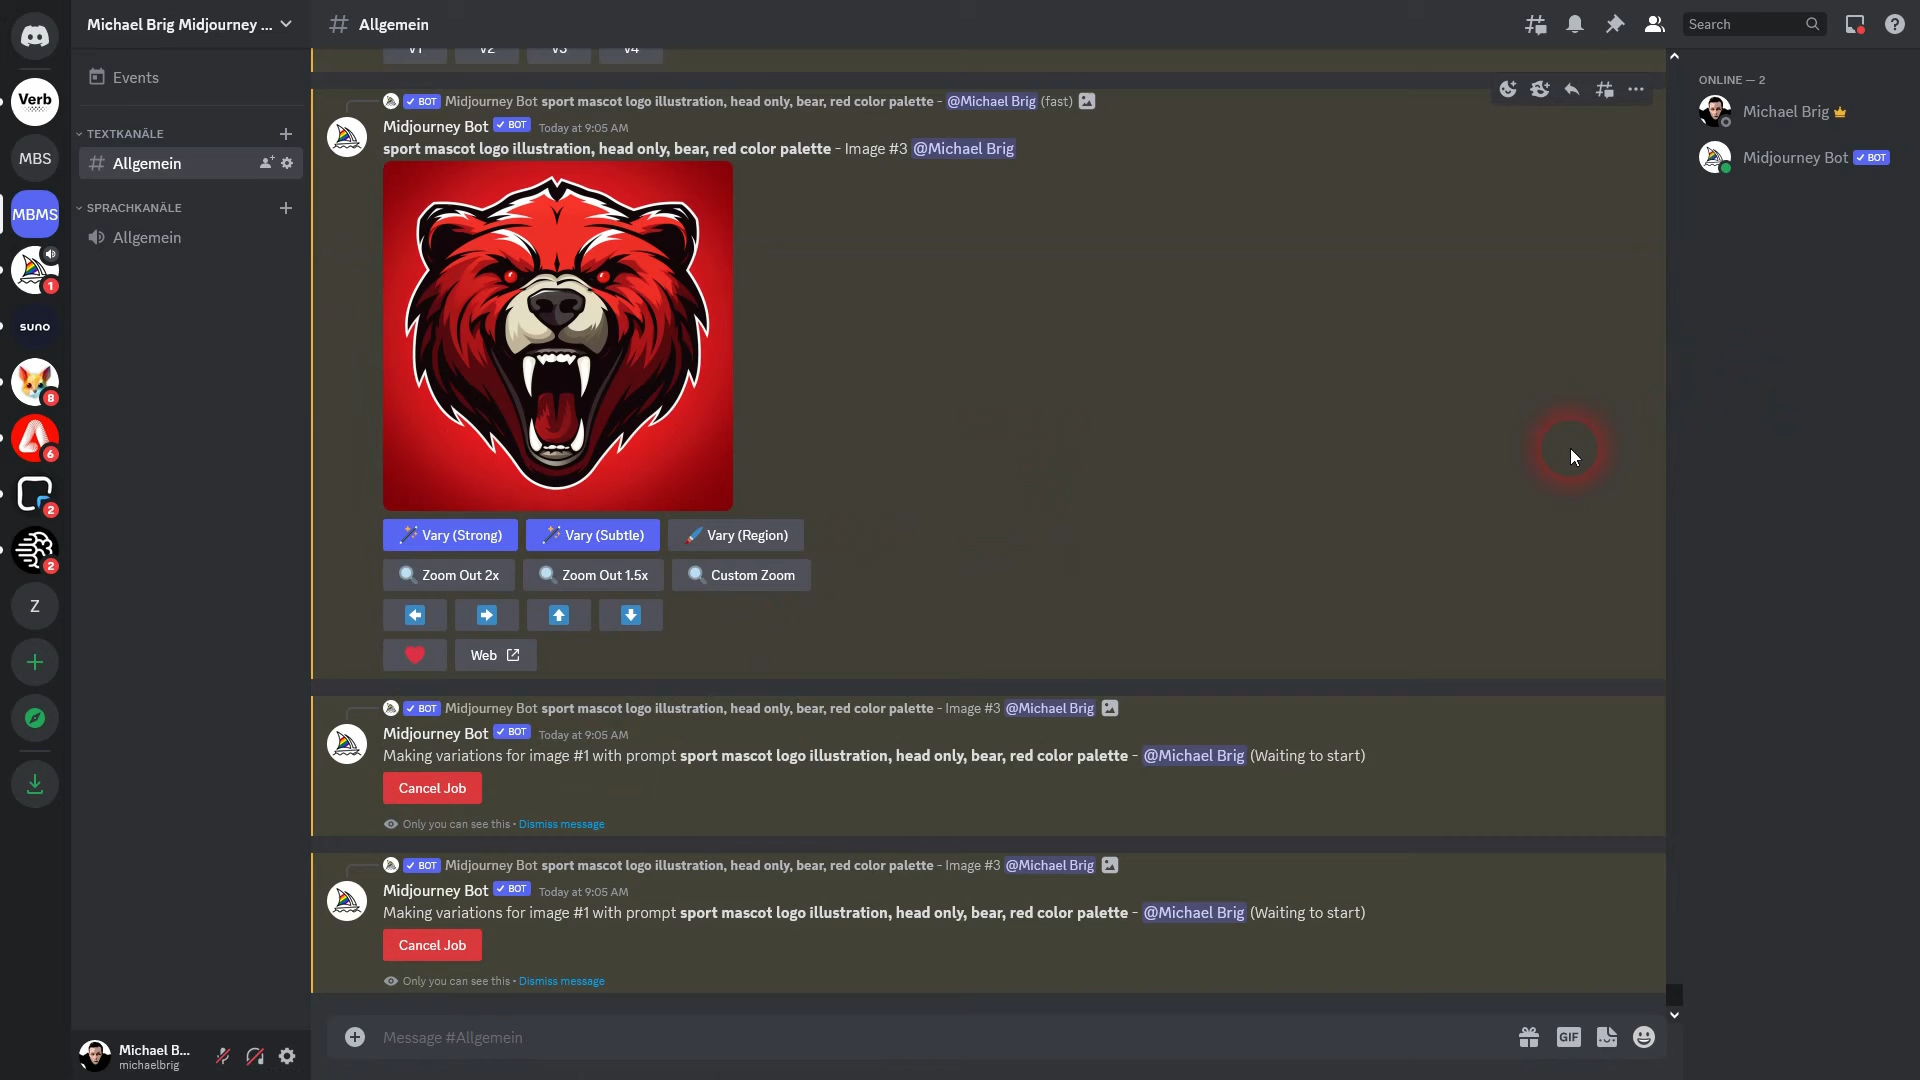 Michael Brig Midjourney ...
Allgemein
Search
Events
TEXTKANÄLE
Allgemein
SPRACHKANÄLE
Allgemein
Verb
MBS
MBMS
1
suno
8
6
2
2
Z
V1 V2 V3 V4
BOT Midjourney Bot sport mascot logo illustration, head only, bear, red color palette - @Michael Brig (fast)
Midjourney Bot BOT Today at 9:05 AM
sport mascot logo illustration, head only, bear, red color palette - Image #3 @Michael Brig
Vary (Strong) Vary (Subtle) Vary (Region)
Zoom Out 2x Zoom Out 1.5x Custom Zoom
Web
BOT Midjourney Bot sport mascot logo illustration, head only, bear, red color palette - Image #3 @Michael Brig
Midjourney Bot BOT Today at 9:05 AM
Making variations for image #1 with prompt sport mascot logo illustration, head only, bear, red color palette - @Michael Brig (Waiting to start)
Cancel Job
Only you can see this • Dismiss message
BOT Midjourney Bot sport mascot logo illustration, head only, bear, red color palette - Image #3 @Michael Brig
Midjourney Bot BOT Today at 9:05 AM
Making variations for image #1 with prompt sport mascot logo illustration, head only, bear, red color palette - @Michael Brig (Waiting to start)
Cancel Job
Only you can see this • Dismiss message
Message #Allgemein
GIF
ONLINE — 2
Michael Brig
Midjourney Bot BOT
Michael B...
michaelbrig